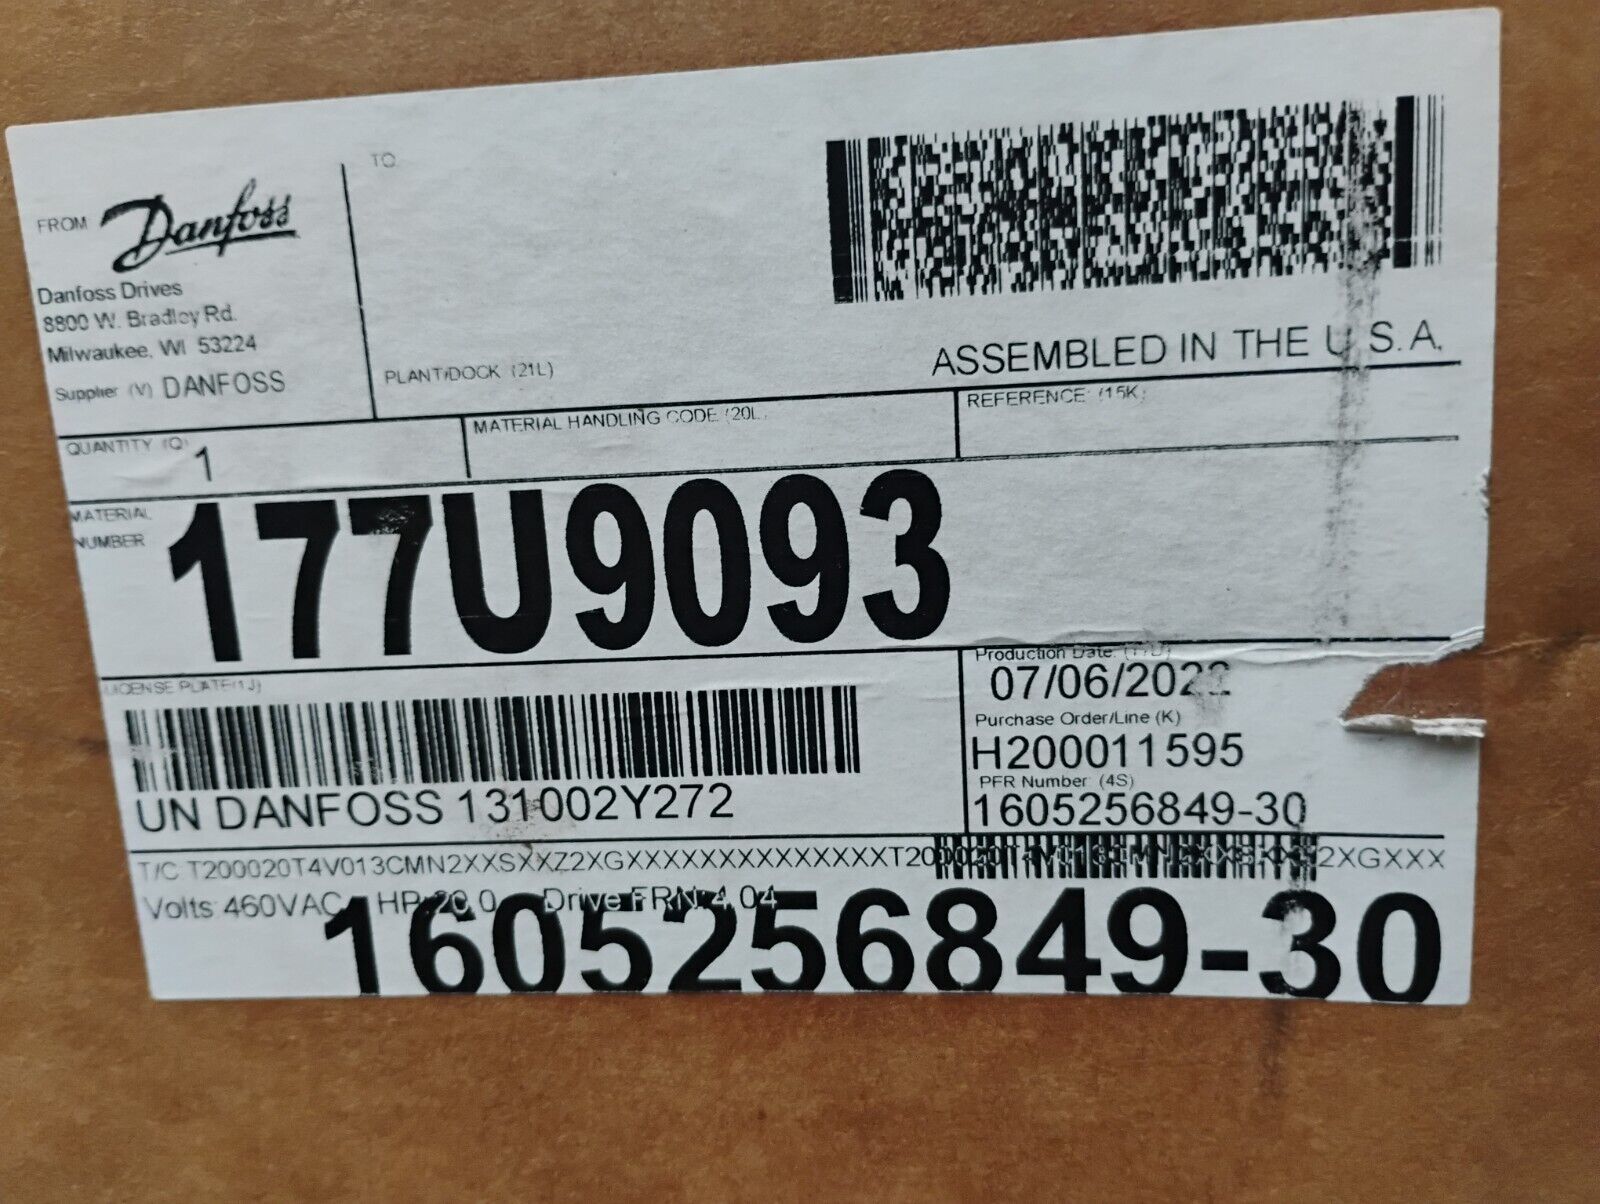 TO
FROM Danfoss
Danfoss Drives
8800 W. Bradley Rd.
Milwaukee, WI 53224
Supplier (V) DANFOSS
PLANT/DOCK (21L)
ASSEMBLED IN THE U.S.A.
QUANTITY (Q) 1
MATERIAL HANDLING CODE (20L)
REFERENCE: (15K)
MATERIAL
NUMBER
177U9093
LICENSE PLATE(1J)
UN DANFOSS 131002Y272
Production Date:
07/06/2022
Purchase Order/Line (K)
H200011595
PFR Number (4S)
1605256849-30
T/C T200020T4V013CMN2XXSXXZ2XGXXXXXXXXXXXXXXT200020T4V013CMN2XXSXXZ2XGXXX
Volts: 460VAC HP: 20.0 Drive FRN: 4.04
1605256849-30